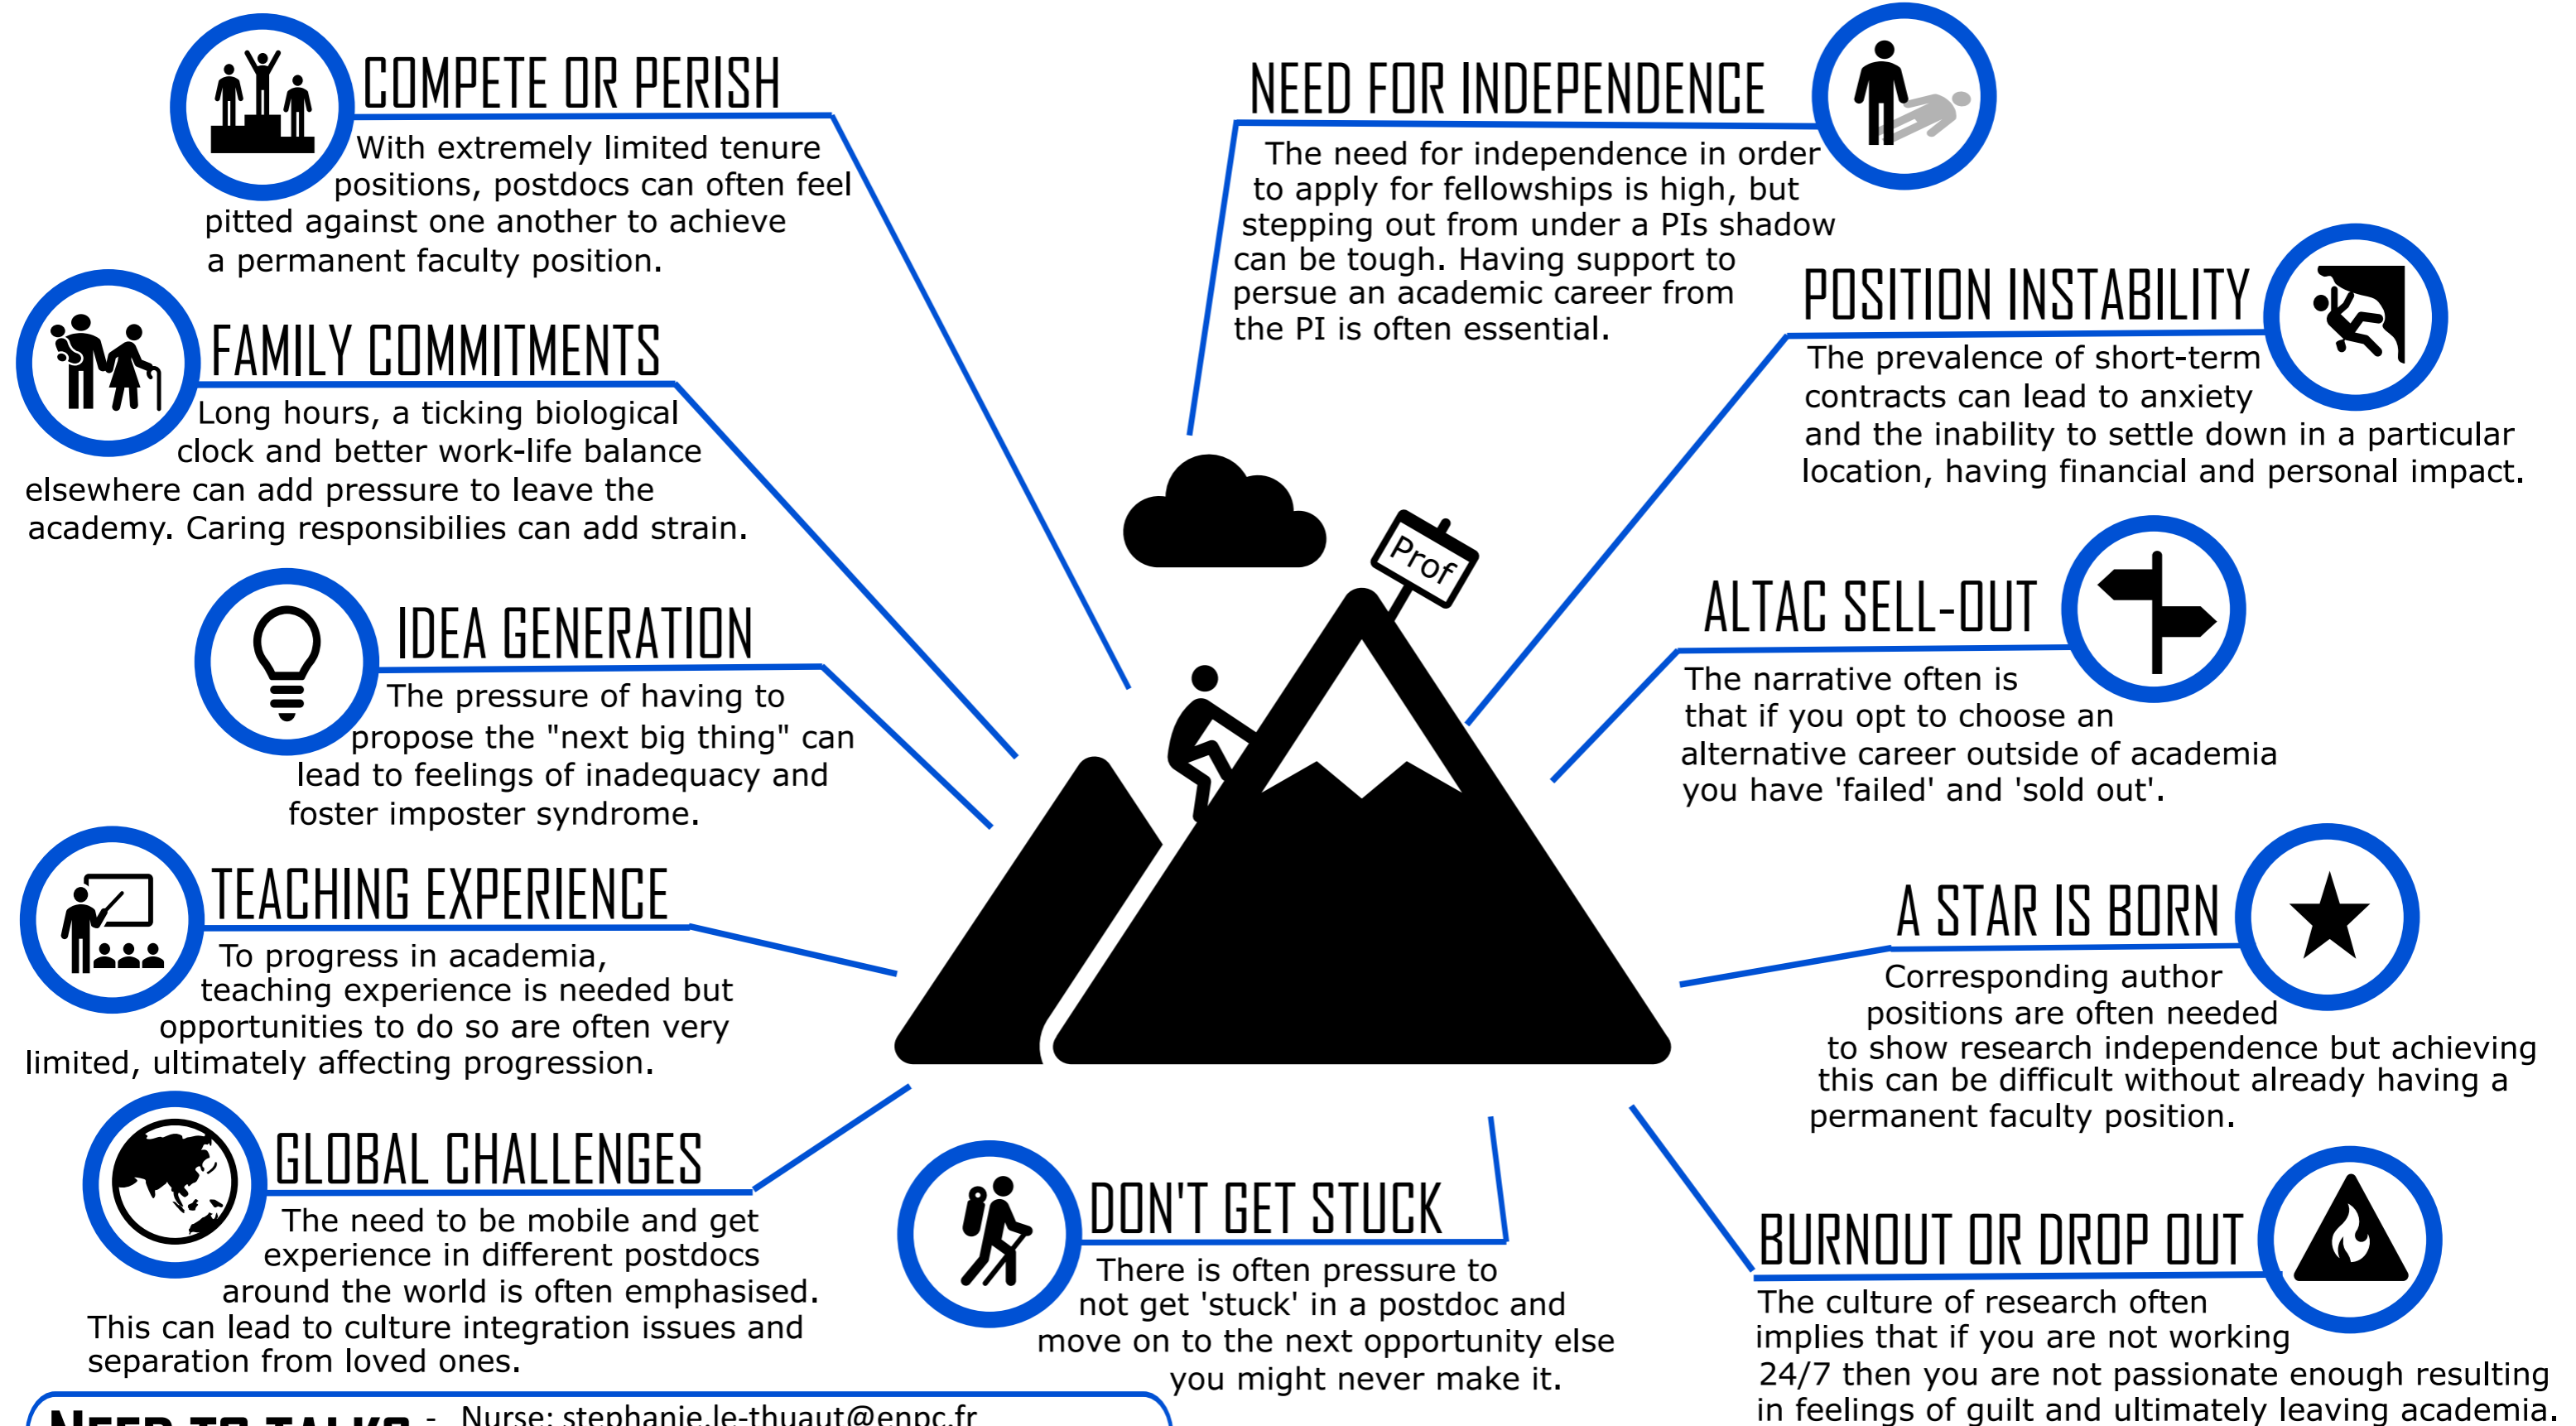 COMPETE OR PERISH
With extremely limited tenure
positions, postdocs can often feel
pitted against one another to achieve
a permanent faculty position.
FAMILY COMMITMENTS
Long hours, a ticking biological
clock and better work-life balance
elsewhere can add pressure to leave the
academy. Caring responsibilies can add strain.
IDEA GENERATION
The pressure of having to
propose the "next big thing" can
lead to feelings of inadequacy and
foster imposter syndrome.
TEACHING EXPERIENCE
To progress in academia,
teaching experience is needed but
opportunities to do so are often very
limited, ultimately affecting progression.
GLOBAL CHALLENGES
The need to be mobile and get
experience in different postdocs
around the world is often emphasised.
This can lead to culture integration issues and
separation from loved ones.
NEED FOR INDEPENDENCE
The need for independence in order
to apply for fellowships is high, but
stepping out from under a PIs shadow
can be tough. Having support to
persue an academic career from
the PI is often essential.
Prof
POSITION INSTABILITY
The prevalence of short-term
contracts can lead to anxiety
and the inability to settle down in a particular
location, having financial and personal impact.
ALTAC SELL-OUT
The narrative often is
that if you opt to choose an
alternative career outside of academia
you have 'failed' and 'sold out'.
A STAR IS BORN
Corresponding author
positions are often needed
to show research independence but achieving
this can be difficult without already having a
permanent faculty position.
DON'T GET STUCK
There is often pressure to
not get 'stuck' in a postdoc and
move on to the next opportunity else
you might never make it.
BURNOUT OR DROP OUT
The culture of research often
implies that if you are not working
24/7 then you are not passionate enough resulting
in feelings of guilt and ultimately leaving academia.
NEED TO TALK? - Nurse: stephanie.le-thuaut@enpc.fr